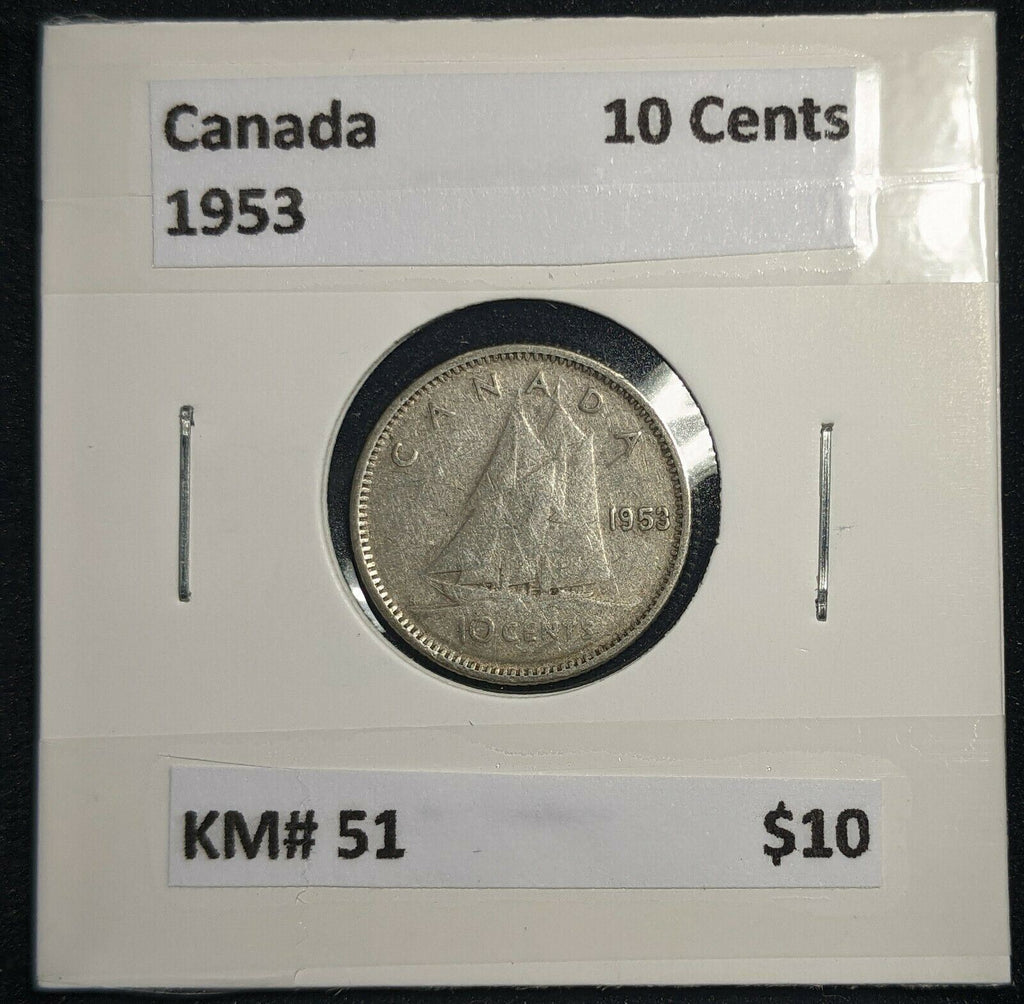 Canada 10 Cents
1953
CANADA
1953
10 CENTS
KM# 51 $10